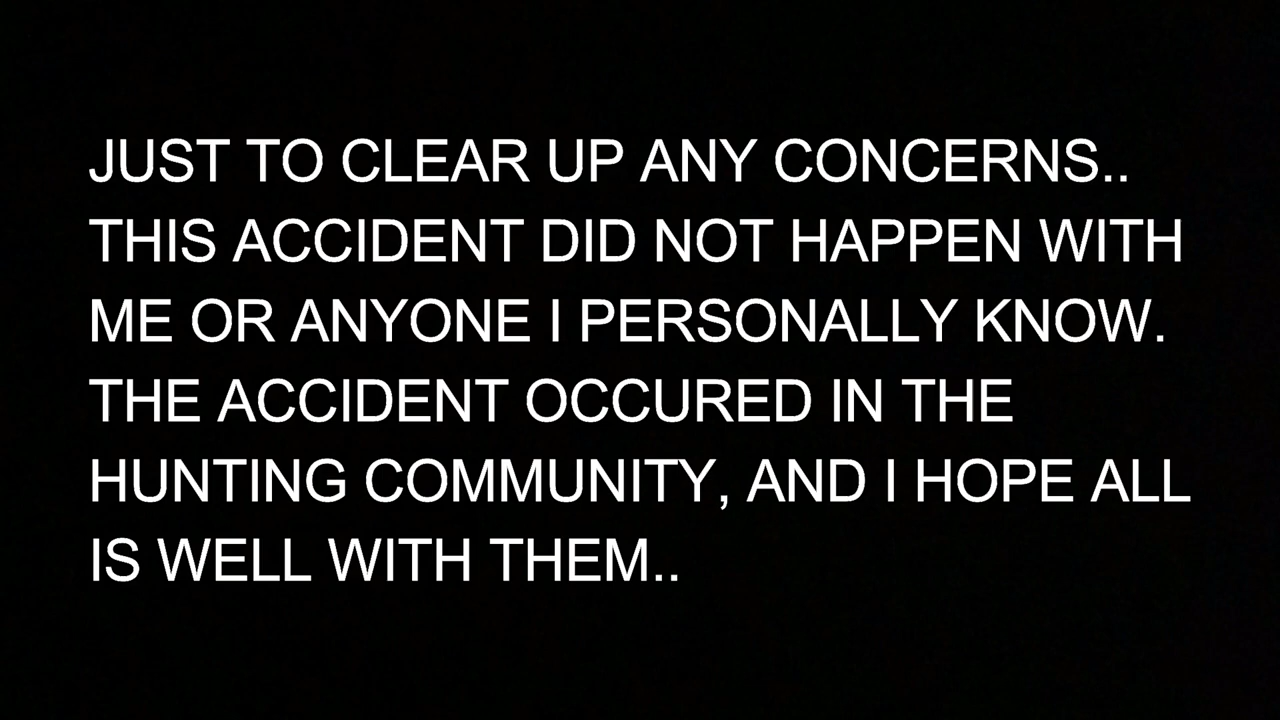 JUST TO CLEAR UP ANY CONCERNS..
THIS ACCIDENT DID NOT HAPPEN WITH
ME OR ANYONE I PERSONALLY KNOW.
THE ACCIDENT OCCURED IN THE
HUNTING COMMUNITY, AND I HOPE ALL
IS WELL WITH THEM..